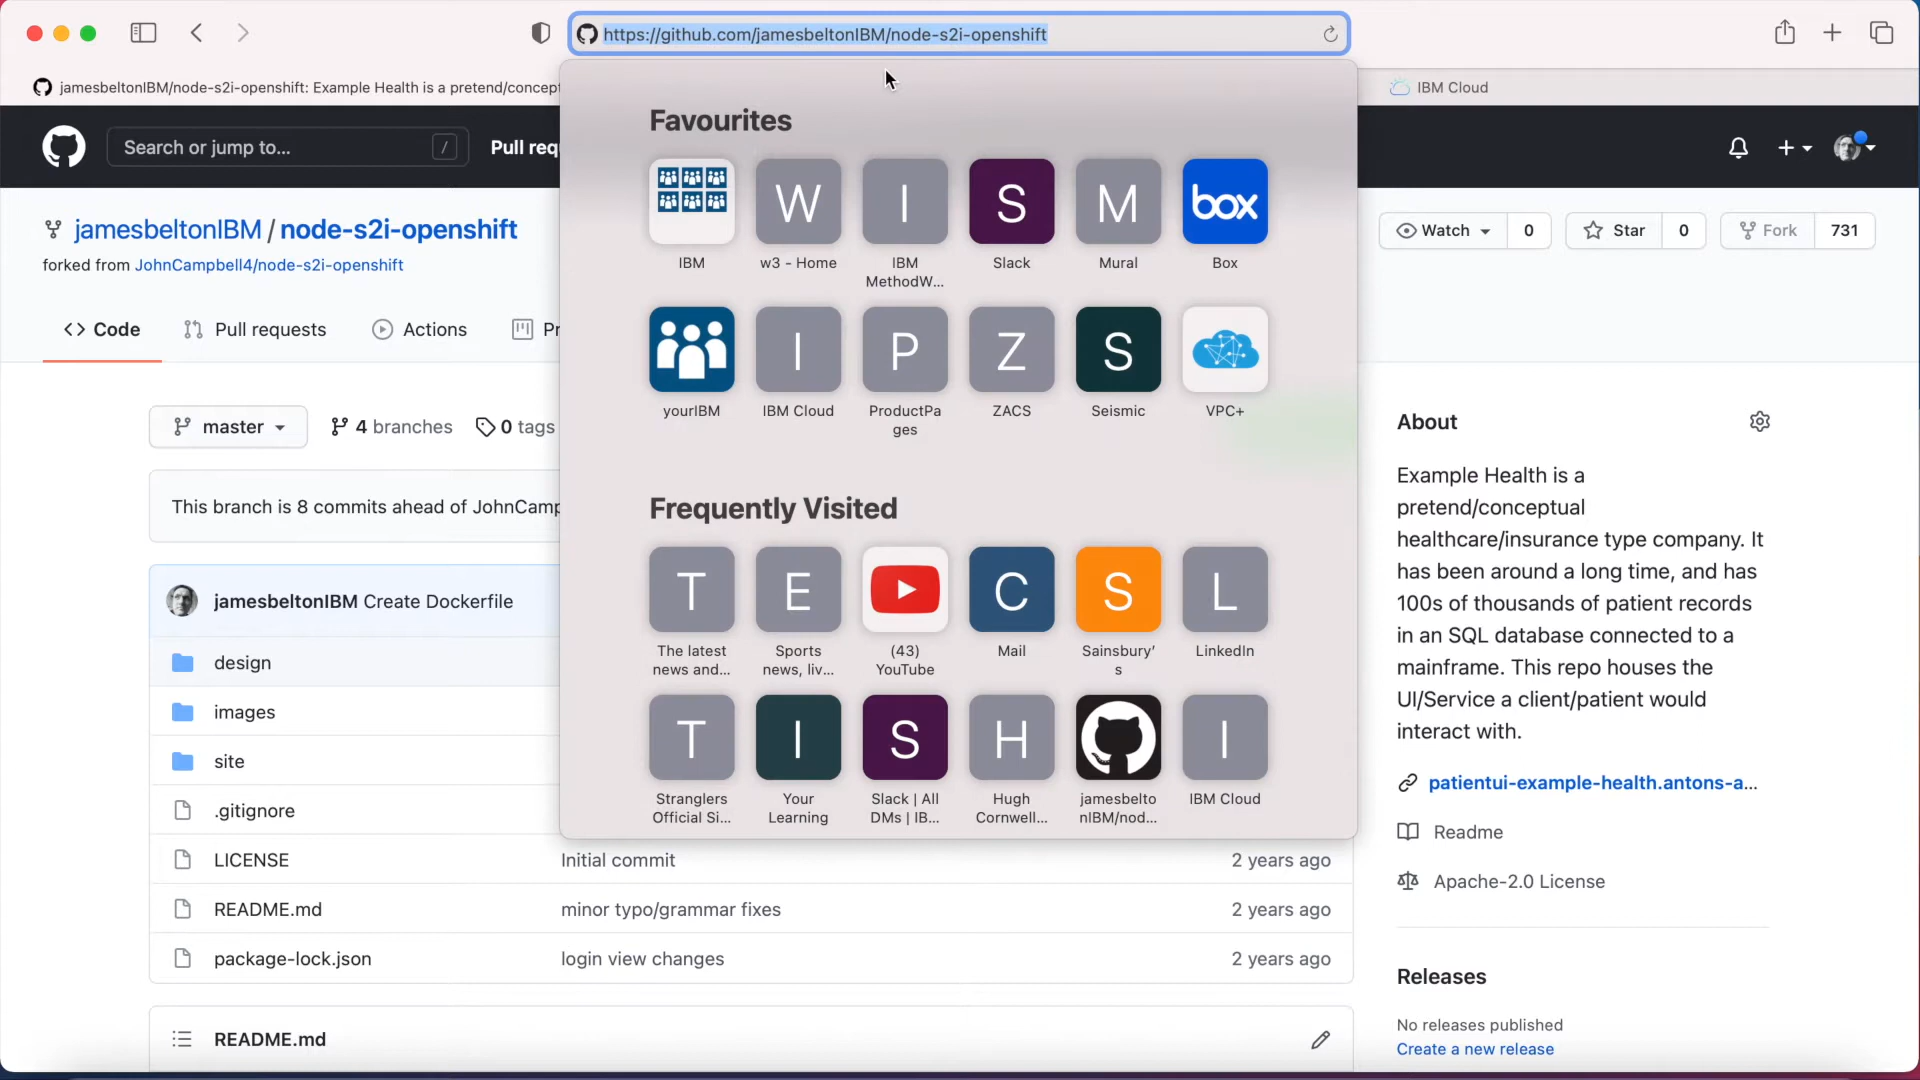 https://github.com/jamesbeltonIBM/node-s2i-openshift
jamesbeltonIBM/node-s2i-openshift: Example Health is a pretend/concept
IBM Cloud
Search or jump to...
/
Pull req
jamesbeltonIBM / node-s2i-openshift
forked from JohnCampbell4/node-s2i-openshift
Watch
0
Star
0
Fork
731
Code
Pull requests
Actions
Pr
master
4 branches
0 tags
This branch is 8 commits ahead of JohnCamp
jamesbeltonIBM Create Dockerfile
design
images
site
.gitignore
LICENSE
Initial commit
2 years ago
README.md
minor typo/grammar fixes
2 years ago
package-lock.json
login view changes
2 years ago
README.md
Favourites
W
I
S
M
box
IBM
w3 - Home
IBM
MethodW...
Slack
Mural
Box
I
P
Z
S
yourIBM
IBM Cloud
ProductPa
ges
ZACS
Seismic
VPC+
Frequently Visited
T
E
C
S
L
The latest
news and...
Sports
news, liv...
(43)
YouTube
Mail
Sainsbury'
s
LinkedIn
T
I
S
H
I
Stranglers
Official Si...
Your
Learning
Slack | All
DMs | IB...
Hugh
Cornwell...
jamesbelto
nIBM/nod...
IBM Cloud
About
Example Health is a
pretend/conceptual
healthcare/insurance type company. It
has been around a long time, and has
100s of thousands of patient records
in an SQL database connected to a
mainframe. This repo houses the
UI/Service a client/patient would
interact with.
patientui-example-health.antons-a...
Readme
Apache-2.0 License
Releases
No releases published
Create a new release